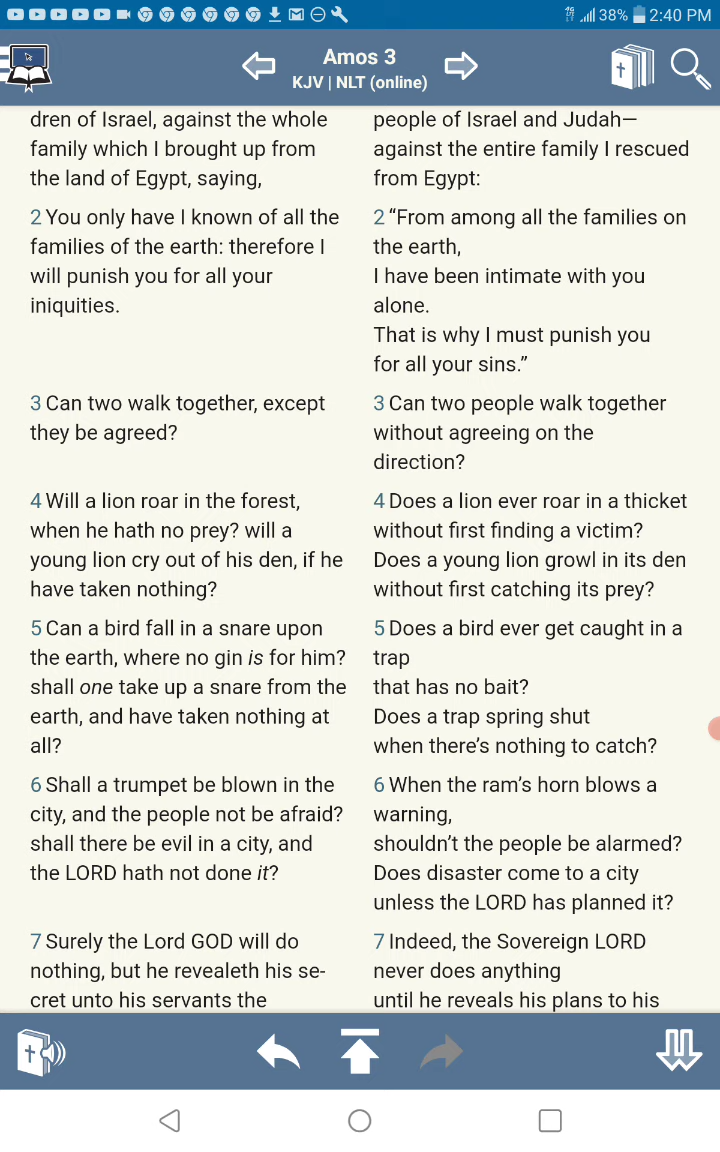 38% 2:40 PM
Amos 3
KJV | NLT (online)
dren of Israel, against the whole
family which I brought up from
the land of Egypt, saying,
2 You only have I known of all the
families of the earth: therefore I
will punish you for all your
iniquities.
3 Can two walk together, except
they be agreed?
4 Will a lion roar in the forest,
when he hath no prey? will a
young lion cry out of his den, if he
have taken nothing?
5 Can a bird fall in a snare upon
the earth, where no gin is for him?
shall one take up a snare from the
earth, and have taken nothing at
all?
6 Shall a trumpet be blown in the
city, and the people not be afraid?
shall there be evil in a city, and
the LORD hath not done it?
7 Surely the Lord GOD will do
nothing, but he revealeth his se-
cret unto his servants the
people of Israel and Judah—
against the entire family I rescued
from Egypt:
2 “From among all the families on
the earth,
I have been intimate with you
alone.
That is why I must punish you
for all your sins.”
3 Can two people walk together
without agreeing on the
direction?
4 Does a lion ever roar in a thicket
without first finding a victim?
Does a young lion growl in its den
without first catching its prey?
5 Does a bird ever get caught in a
trap
that has no bait?
Does a trap spring shut
when there’s nothing to catch?
6 When the ram’s horn blows a
warning,
shouldn’t the people be alarmed?
Does disaster come to a city
unless the LORD has planned it?
7 Indeed, the Sovereign LORD
never does anything
until he reveals his plans to his